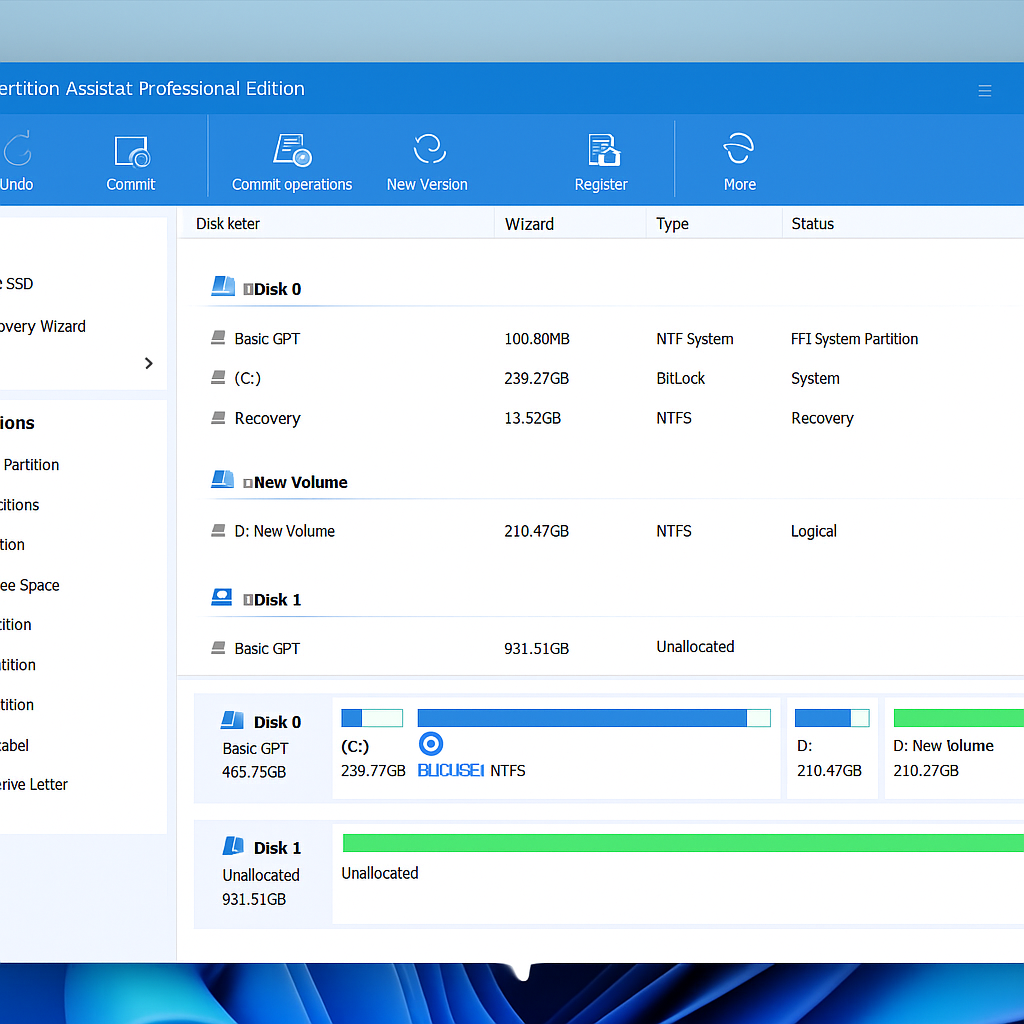 ertition Assistat Professional Edition
Undo
Commit
Commit operations
New Version
Register
More
SSD
overy Wizard
ions
Partition
citions
tion
ee Space
ition
tition
tition
abel
erive Letter
Disk keter Wizard Type Status
Disk 0
Basic GPT 100.80MB NTF System FFI System Partition
(C:) 239.27GB BitLock System
Recovery 13.52GB NTFS Recovery
New Volume
D: New Volume 210.47GB NTFS Logical
Disk 1
Basic GPT 931.51GB Unallocated
Disk 0
Basic GPT
465.75GB
(C:)
239.77GB
NTFS
D:
210.47GB
D: New Volume
210.27GB
Disk 1
Unallocated
931.51GB
Unallocated